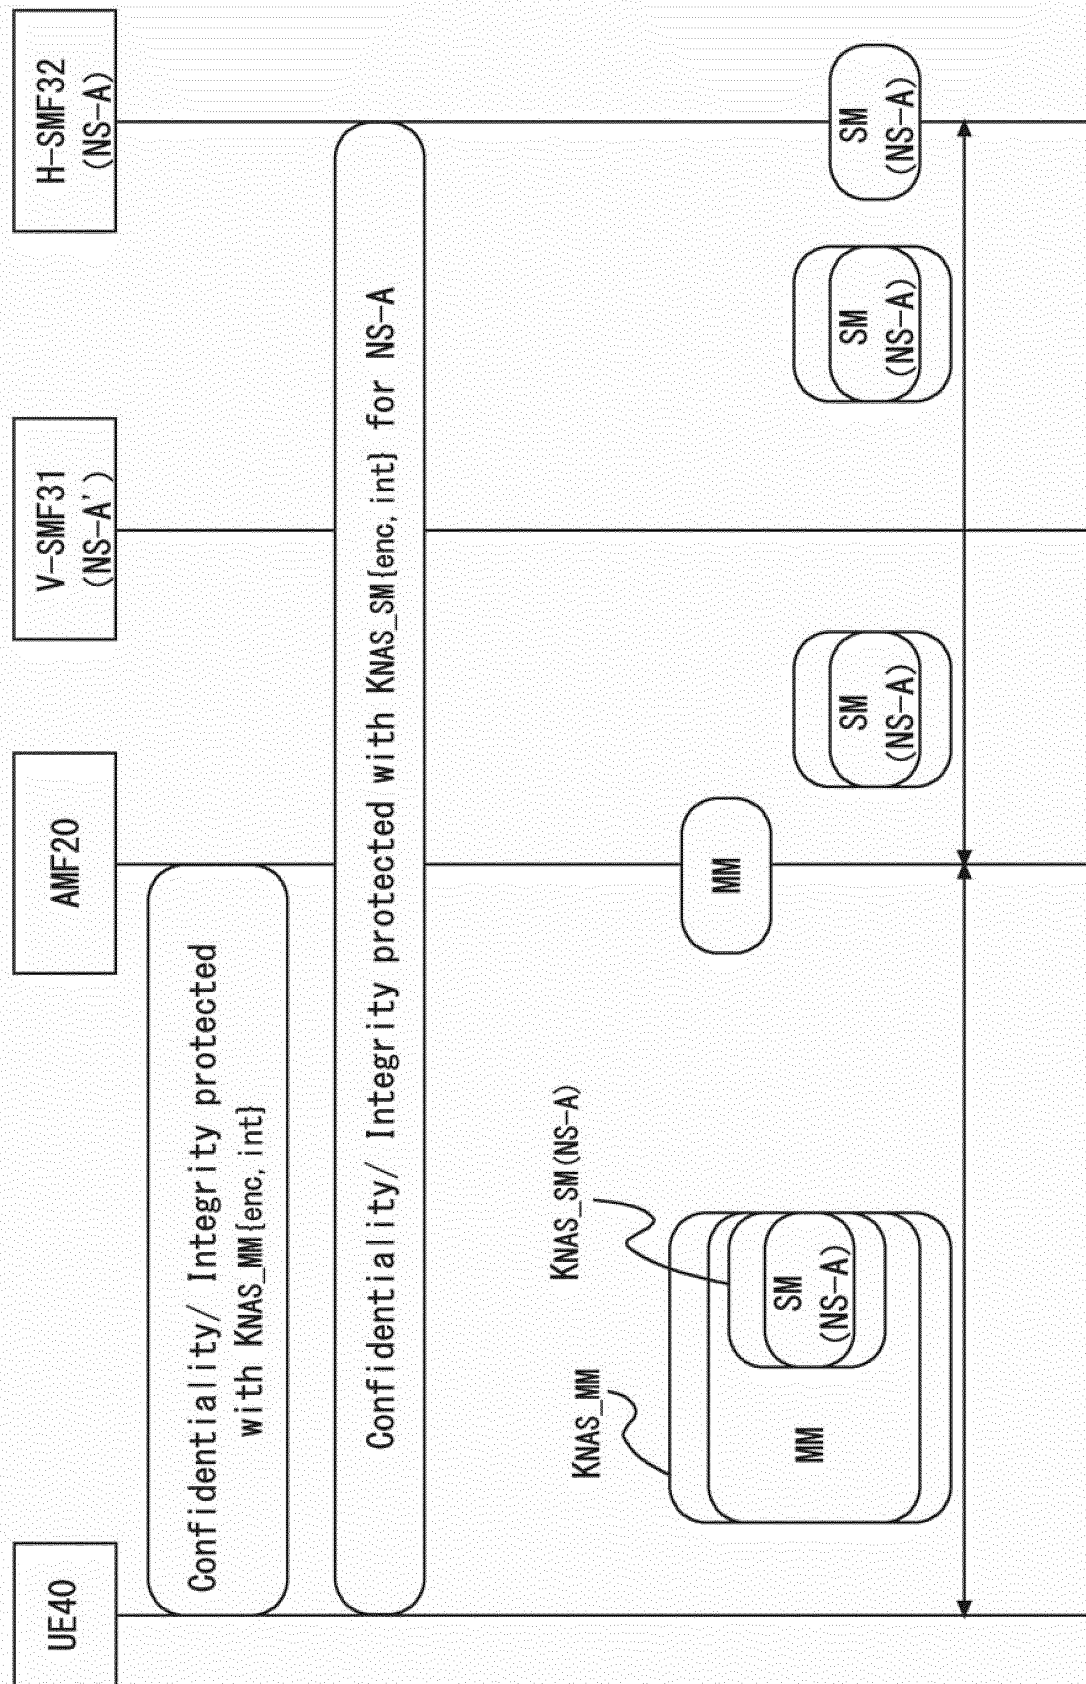 UE40
AMF20
V-SMF31
(NS-A')
H-SMF32
(NS-A)
Confidentiality/ Integrity protected
with KNAS_MM{enc, int}
Confidentiality/ Integrity protected with KNAS_SM{enc, int} for NS-A
KNAS_MM
KNAS_SM(NS-A)
MM
SM
(NS-A)
MM
SM
(NS-A)
SM
(NS-A)
SM
(NS-A)